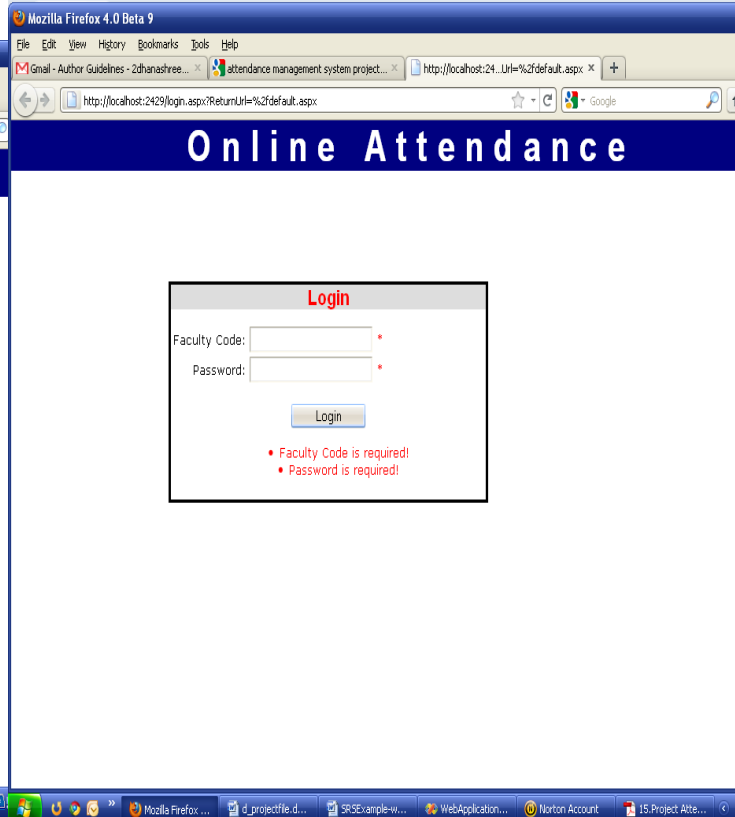 Mozilla Firefox 4.0 Beta 9
File Edit View History Bookmarks Tools Help
Gmail - Author Guidelines - 2dhanashree... × attendance management system project... × http://localhost:24...Url=%2fdefault.aspx × +
http://localhost:2429/login.aspx?ReturnUrl=%2fdefault.aspx Google
Online Attendance
Login
Faculty Code: *
Password: *
Login
• Faculty Code is required!
• Password is required!
» Mozilla Firefox ... d_projectfile.d... SRSExample-w... WebApplication... Norton Account 15.Project Atte...